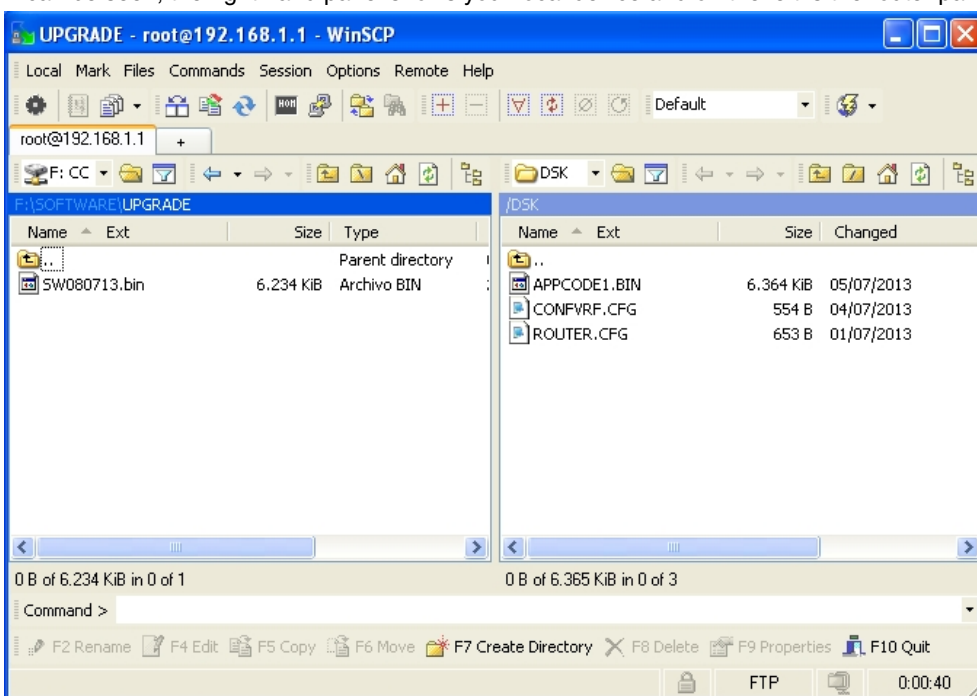 UPGRADE - root@192.168.1.1 - WinSCP
Local Mark Files Commands Session Options Remote Help
Default
root@192.168.1.1 +
F: CC DSK
F:\SOFTWARE\UPGRADE /DSK
Name Ext Size Type Name Ext Size Changed
.. Parent directory ..
SW080713.bin 6.234 KiB Archivo BIN APPCODE1.BIN 6.364 KiB 05/07/2013
CONFVRF.CFG 554 B 04/07/2013
ROUTER.CFG 653 B 01/07/2013
0 B of 6.234 KiB in 0 of 1 0 B of 6.365 KiB in 0 of 3
Command >
F2 Rename F4 Edit F5 Copy F6 Move F7 Create Directory F8 Delete F9 Properties F10 Quit
FTP 0:00:40